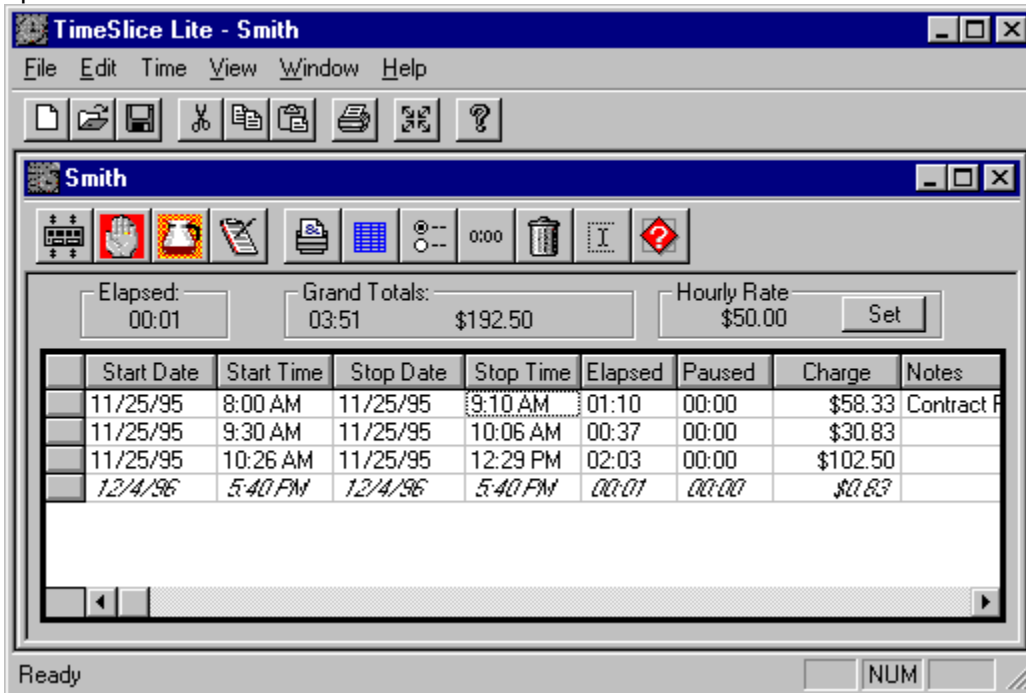 TimeSlice Lite - Smith
File Edit Time View Window Help
Smith
0:00
Elapsed: Grand Totals: Hourly Rate
00:01 03:51 $192.50 $50.00 Set
Start Date Start Time Stop Date Stop Time Elapsed Paused Charge Notes
11/25/95 8:00 AM 11/25/95 9:10 AM 01:10 00:00 $58.33 Contract
11/25/95 9:30 AM 11/25/95 10:06 AM 00:37 00:00 $30.83
11/25/95 10:26 AM 11/25/95 12:29 PM 02:03 00:00 $102.50
12/4/96 5:40 PM 12/4/96 5:40 PM 00:01 00:00 $0.83
Ready NUM